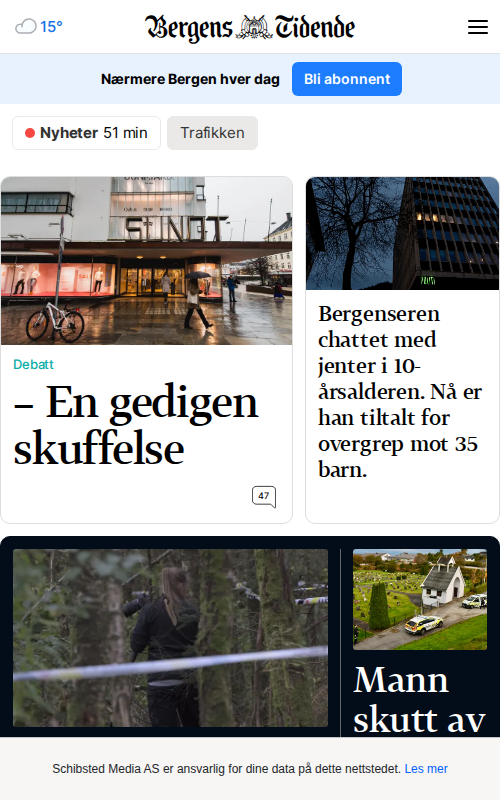 15°
Bergens Tidende
Nærmere Bergen hver dag
Bli abonnent
Nyheter 51 min
Trafikken
SUNDT
Debatt
– En gedigen
skuffelse
47
Bergenseren
chattet med
jenter i 10-
årsalderen. Nå er
han tiltalt for
overgrep mot 35
barn.
Mann
skutt av
Schibsted Media AS er ansvarlig for dine data på dette nettstedet. Les mer